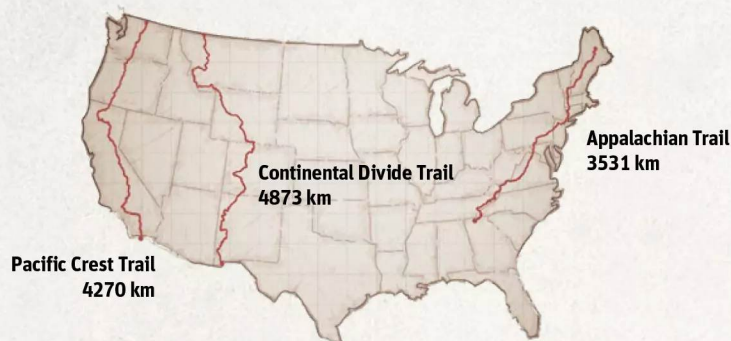 Appalachian Trail
3531 km
Continental Divide Trail
4873 km
Pacific Crest Trail
4270 km